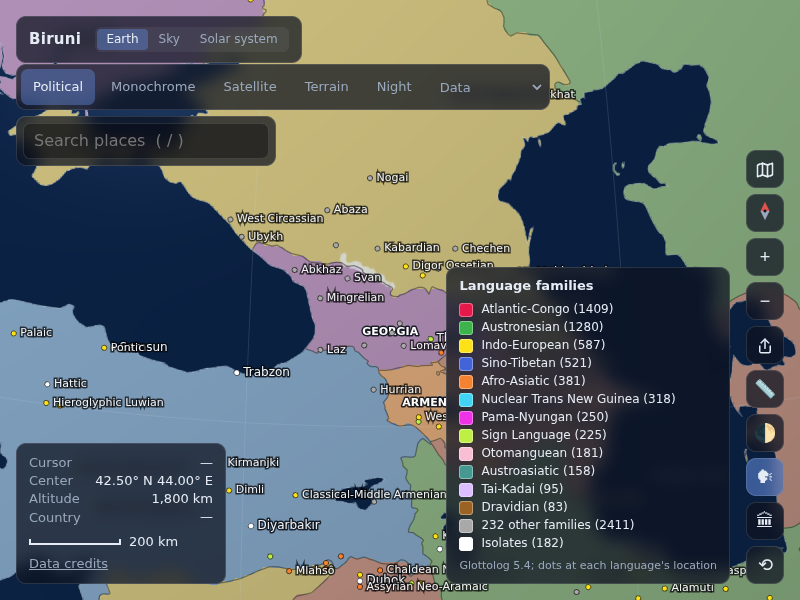 Biruni Earth Sky Solar system
Political Monochrome Satellite Terrain Night Data
Search places ( / )
Nogai
Abaza
West Circassian
Ubykh
Kabardian
Chechen
Digor Ossetian
Abkhaz
Svan
Mingrelian
GEORGIA
Palaic
Pontic
Laz
Trabzon
Hattic
Hurrian
Hieroglyphic Luwian
Kirmanjki
Dimli
Classical-Middle Armenian
Diyarbakır
Mlahsô
Chaldean
Duhok
Assyrian Neo-Aramaic
Alamuti
Language families
Atlantic-Congo (1409)
Austronesian (1280)
Indo-European (587)
Sino-Tibetan (521)
Afro-Asiatic (381)
Nuclear Trans New Guinea (318)
Pama-Nyungan (250)
Sign Language (225)
Otomanguean (181)
Austroasiatic (158)
Tai-Kadai (95)
Dravidian (83)
232 other families (2411)
Isolates (182)
Glottolog 5.4; dots at each language's location
Cursor —
Center 42.50° N 44.00° E
Altitude 1,800 km
Country —
200 km
Data credits